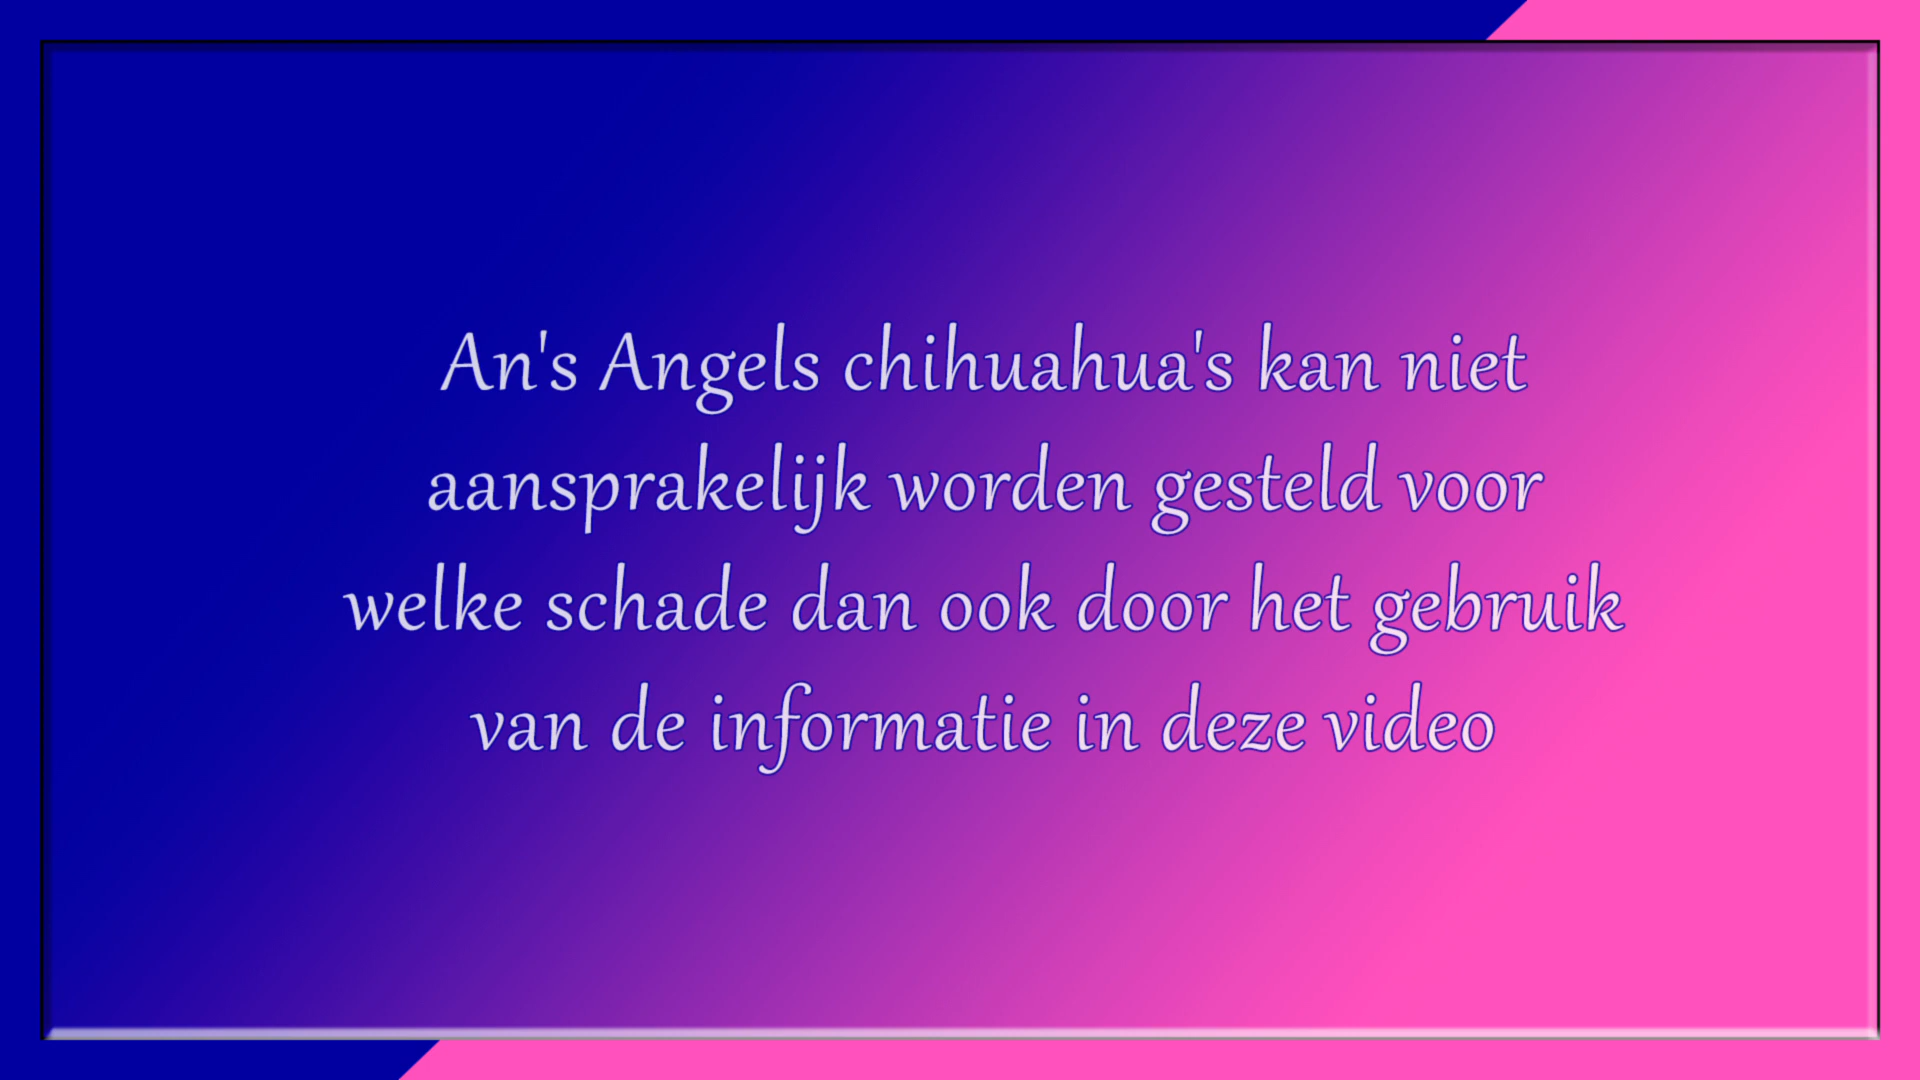 An's Angels chihuahua's kan niet
aansprakelijk worden gesteld voor
welke schade dan ook door het gebruik
van de informatie in deze video